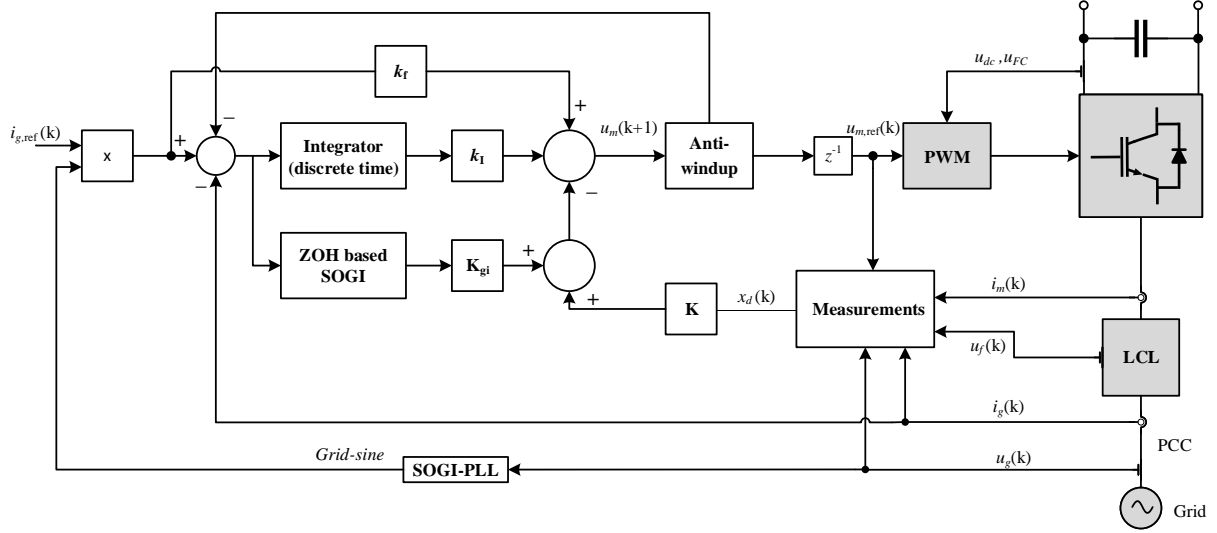 u_dc ,u_FC
k_f
i_g,ref(k)
+
−
+
u_m(k+1)
u_m,ref(k)
x
+
−
Integrator
(discrete time)
k_I
Anti-
windup
z^-1
PWM
−
ZOH based
SOGI
K_gi
+
+
K
x_d(k)
Measurements
i_m(k)
u_f(k)
LCL
i_g(k)
PCC
Grid-sine
SOGI-PLL
u_g(k)
Grid